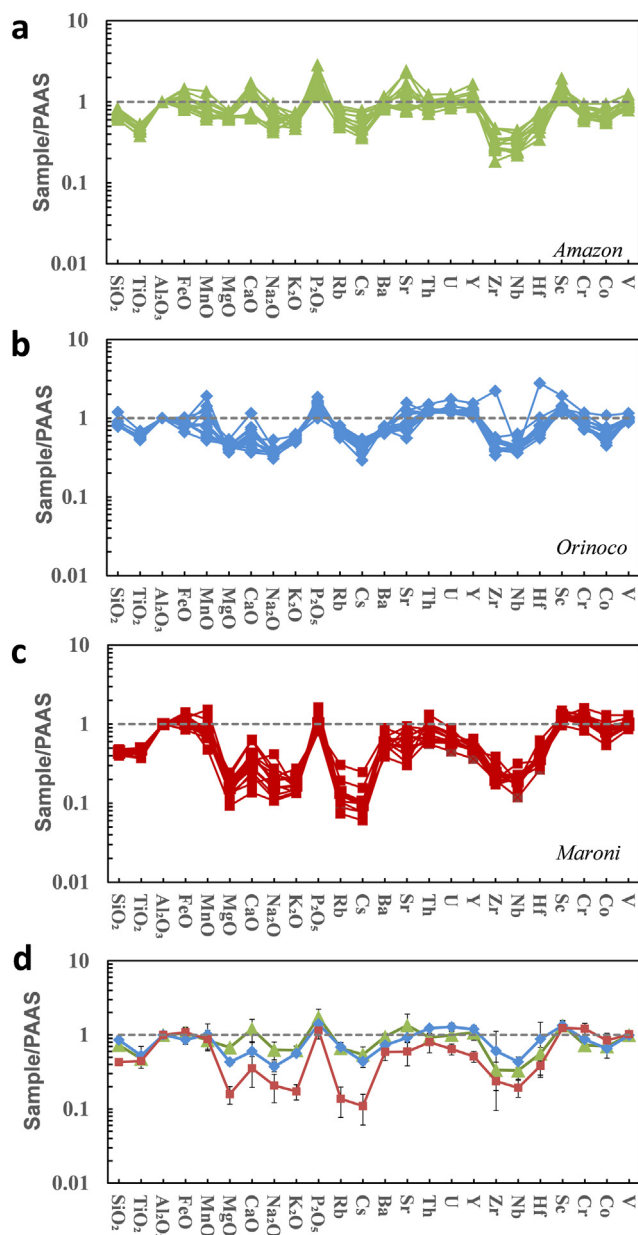 a
Sample/PAAS
10
1
0.1
0.01
Amazon
SiO₂ TiO₂ Al₂O₃ FeO MnO MgO CaO Na₂O K₂O P₂O₅ Rb Cs Ba Sr Th U Y Zr Nb Hf Sc Cr Co V
b
Sample/PAAS
10
1
0.1
0.01
Orinoco
SiO₂ TiO₂ Al₂O₃ FeO MnO MgO CaO Na₂O K₂O P₂O₅ Rb Cs Ba Sr Th U Y Zr Nb Hf Sc Cr Co V
c
Sample/PAAS
10
1
0.1
0.01
Maroni
SiO₂ TiO₂ Al₂O₃ FeO MnO MgO CaO Na₂O K₂O P₂O₅ Rb Cs Ba Sr Th U Y Zr Nb Hf Sc Cr Co V
d
Sample/PAAS
10
1
0.1
0.01
SiO₂ TiO₂ Al₂O₃ FeO MnO MgO CaO Na₂O K₂O P₂O₅ Rb Cs Ba Sr Th U Y Zr Nb Hf Sc Cr Co V